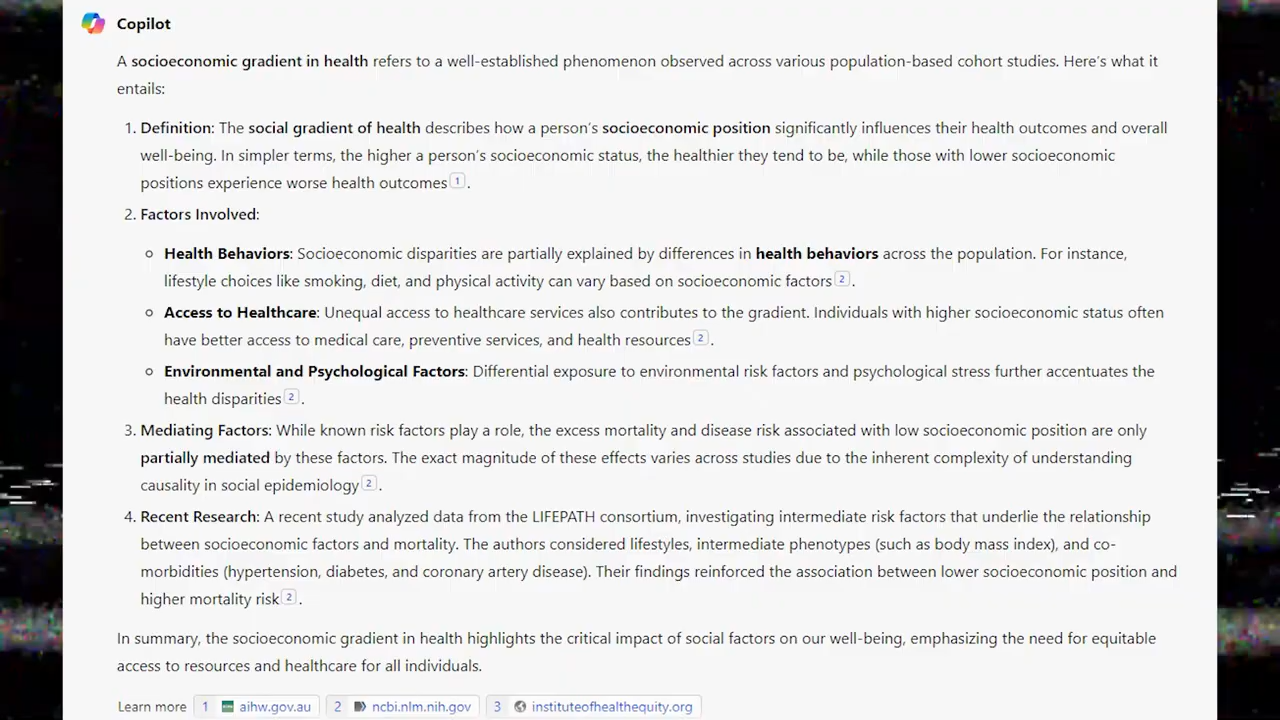 Copilot
A socioeconomic gradient in health refers to a well-established phenomenon observed across various population-based cohort studies. Here's what it
entails:
1. Definition: The social gradient of health describes how a person's socioeconomic position significantly influences their health outcomes and overall
well-being. In simpler terms, the higher a person's socioeconomic status, the healthier they tend to be, while those with lower socioeconomic
positions experience worse health outcomes 1 .
2. Factors Involved:
○ Health Behaviors: Socioeconomic disparities are partially explained by differences in health behaviors across the population. For instance,
lifestyle choices like smoking, diet, and physical activity can vary based on socioeconomic factors 2 .
○ Access to Healthcare: Unequal access to healthcare services also contributes to the gradient. Individuals with higher socioeconomic status often
have better access to medical care, preventive services, and health resources 2 .
○ Environmental and Psychological Factors: Differential exposure to environmental risk factors and psychological stress further accentuates the
health disparities 2 .
3. Mediating Factors: While known risk factors play a role, the excess mortality and disease risk associated with low socioeconomic position are only
partially mediated by these factors. The exact magnitude of these effects varies across studies due to the inherent complexity of understanding
causality in social epidemiology 2 .
4. Recent Research: A recent study analyzed data from the LIFEPATH consortium, investigating intermediate risk factors that underlie the relationship
between socioeconomic factors and mortality. The authors considered lifestyles, intermediate phenotypes (such as body mass index), and co-
morbidities (hypertension, diabetes, and coronary artery disease). Their findings reinforced the association between lower socioeconomic position and
higher mortality risk 2 .
In summary, the socioeconomic gradient in health highlights the critical impact of social factors on our well-being, emphasizing the need for equitable
access to resources and healthcare for all individuals.
Learn more 1 aihw.gov.au 2 ncbi.nlm.nih.gov 3 instituteofhealthequity.org